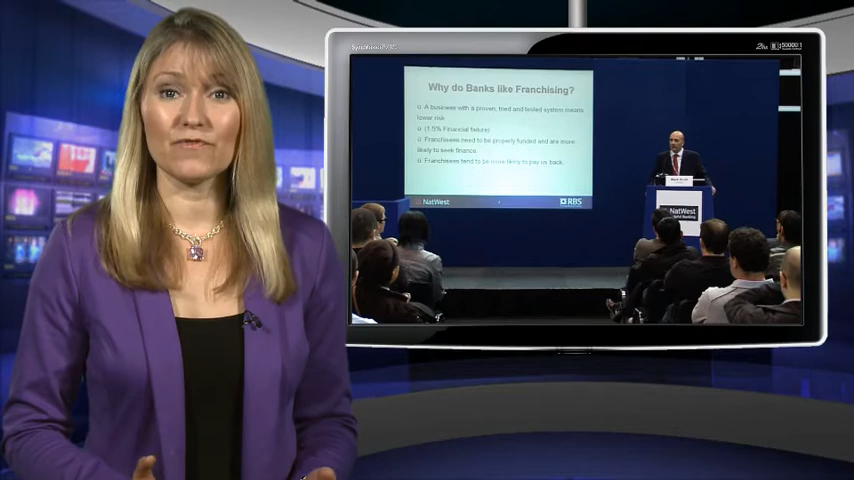 Why do Banks like Franchising?
A business with a proven, tried and tested system means
lower risk
(1.5% Financial failure)
Franchisees need to be properly funded and are more
likely to seek finance.
Franchisees tend to be more likely to pay us back.
NatWest
RBS
NatWest